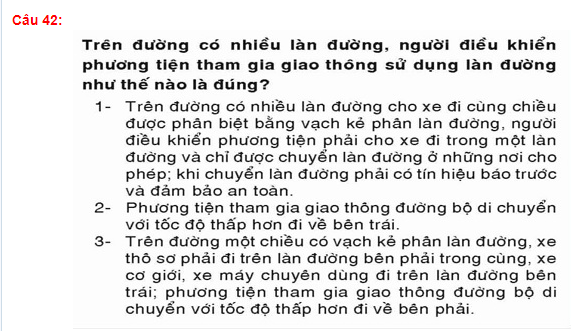 Câu 42:
Trên đường có nhiều làn đường, người điều khiển
phương tiện tham gia giao thông sử dụng làn đường
như thế nào là đúng?
1- Trên đường có nhiều làn đường cho xe đi cùng chiều
được phân biệt bằng vạch kẻ phân làn đường, người
điều khiển phương tiện phải cho xe đi trong một làn
đường và chỉ được chuyển làn đường ở những nơi cho
phép; khi chuyển làn đường phải có tín hiệu báo trước
và đảm bảo an toàn.
2- Phương tiện tham gia giao thông đường bộ di chuyển
với tốc độ thấp hơn đi về bên trái.
3- Trên đường một chiều có vạch kẻ phân làn đường, xe
thô sơ phải đi trên làn đường bên phải trong cùng, xe
cơ giới, xe máy chuyên dùng đi trên làn đường bên
trái; phương tiện tham gia giao thông đường bộ di
chuyển với tốc độ thấp hơn đi về bên phải.